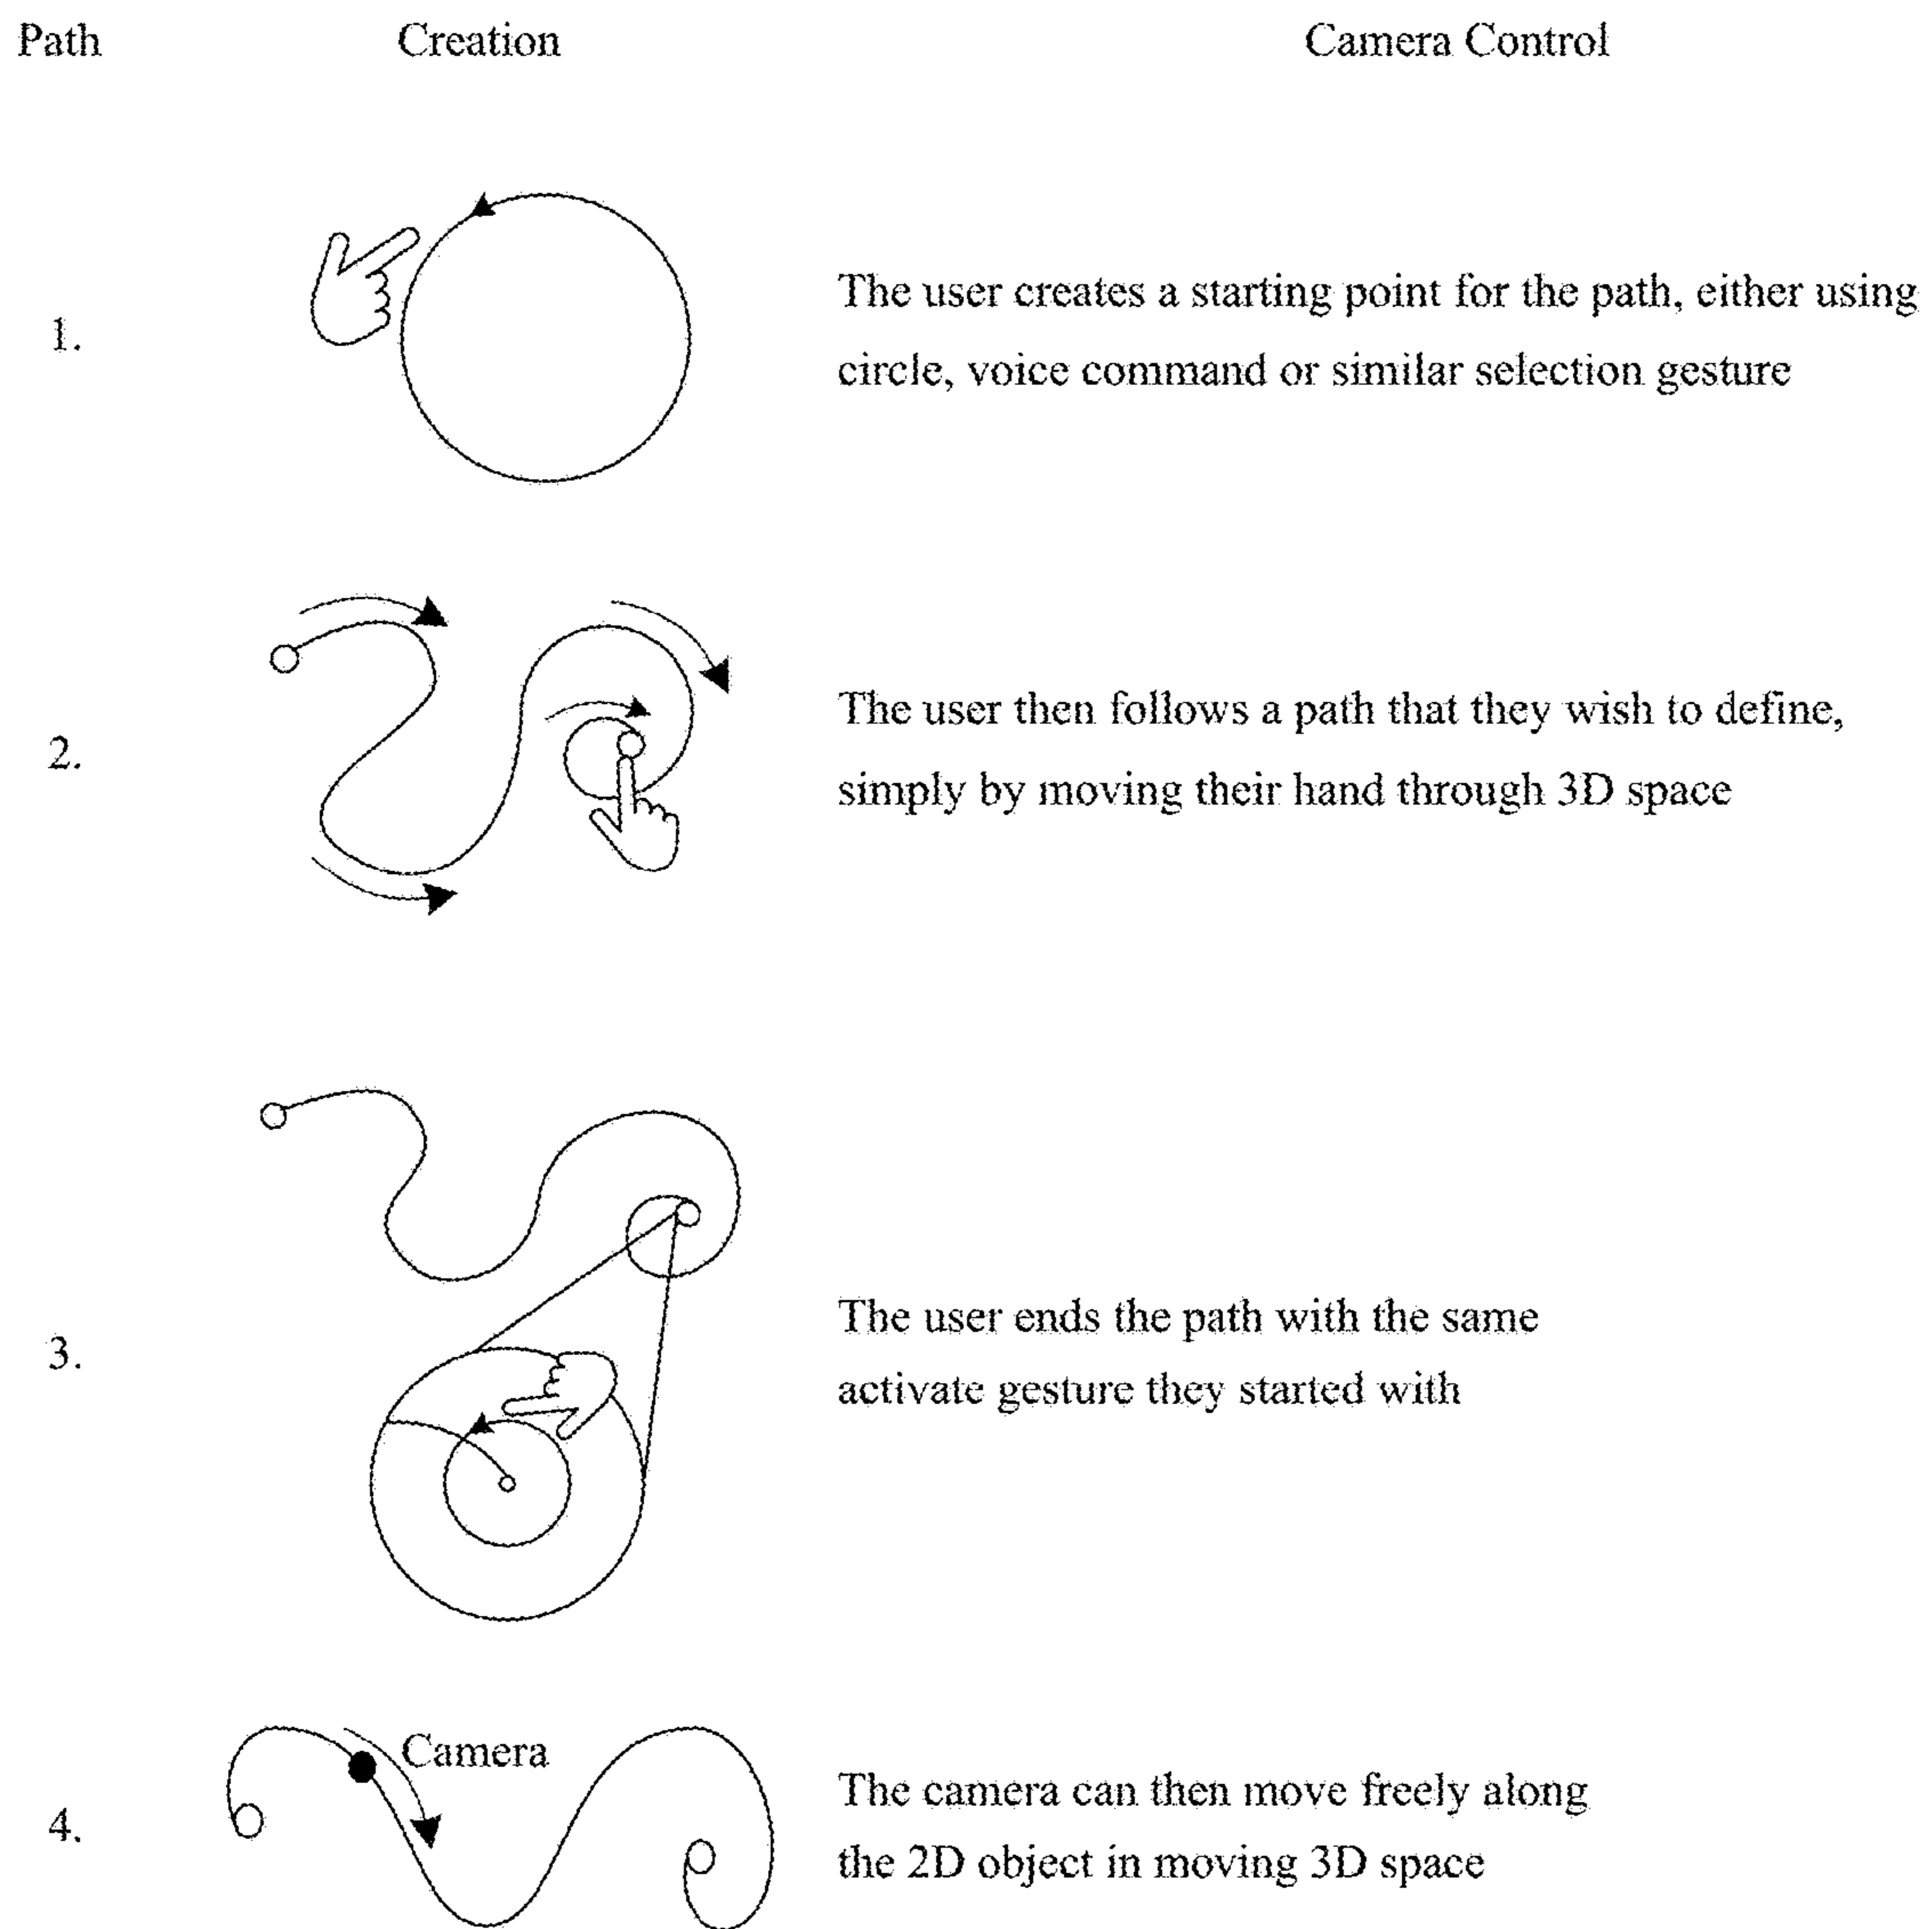 Path Creation Camera Control
1. The user creates a starting point for the path, either using
circle, voice command or similar selection gesture
2. The user then follows a path that they wish to define,
simply by moving their hand through 3D space
3. The user ends the path with the same
activate gesture they started with
Camera
4. The camera can then move freely along
the 2D object in moving 3D space